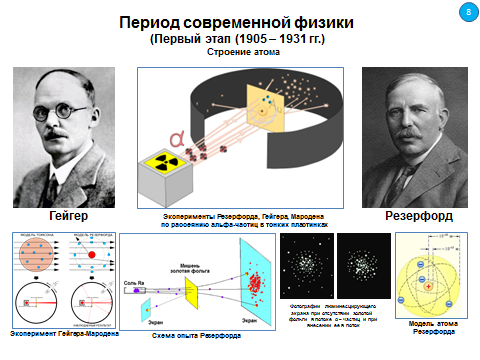 8
Период современной физики
(Первый этап (1905 – 1931 гг.)
Строение атома
α
Гейгер
Эксперименты Резерфорда, Гейгера, Марсдена
по рассеянию альфа-частиц в тонких пластинках
Резерфорд
МОДЕЛЬ ТОМСОНА
МОДЕЛЬ РЕЗЕРФОРДА
НАБЛЮДАЕМЫЙ РЕЗУЛЬТАТ
Эксперимент Гейгера-Марсдена
Соль Ra
Мишень
золотая фольга
Экран
Экран
Схема опыта Резерфорда
Фотографии люминесцирующего
экрана при отсутствии золотой
фольги в потоке α – частиц и при
внесении ее в поток
Модель атома
Резерфорда